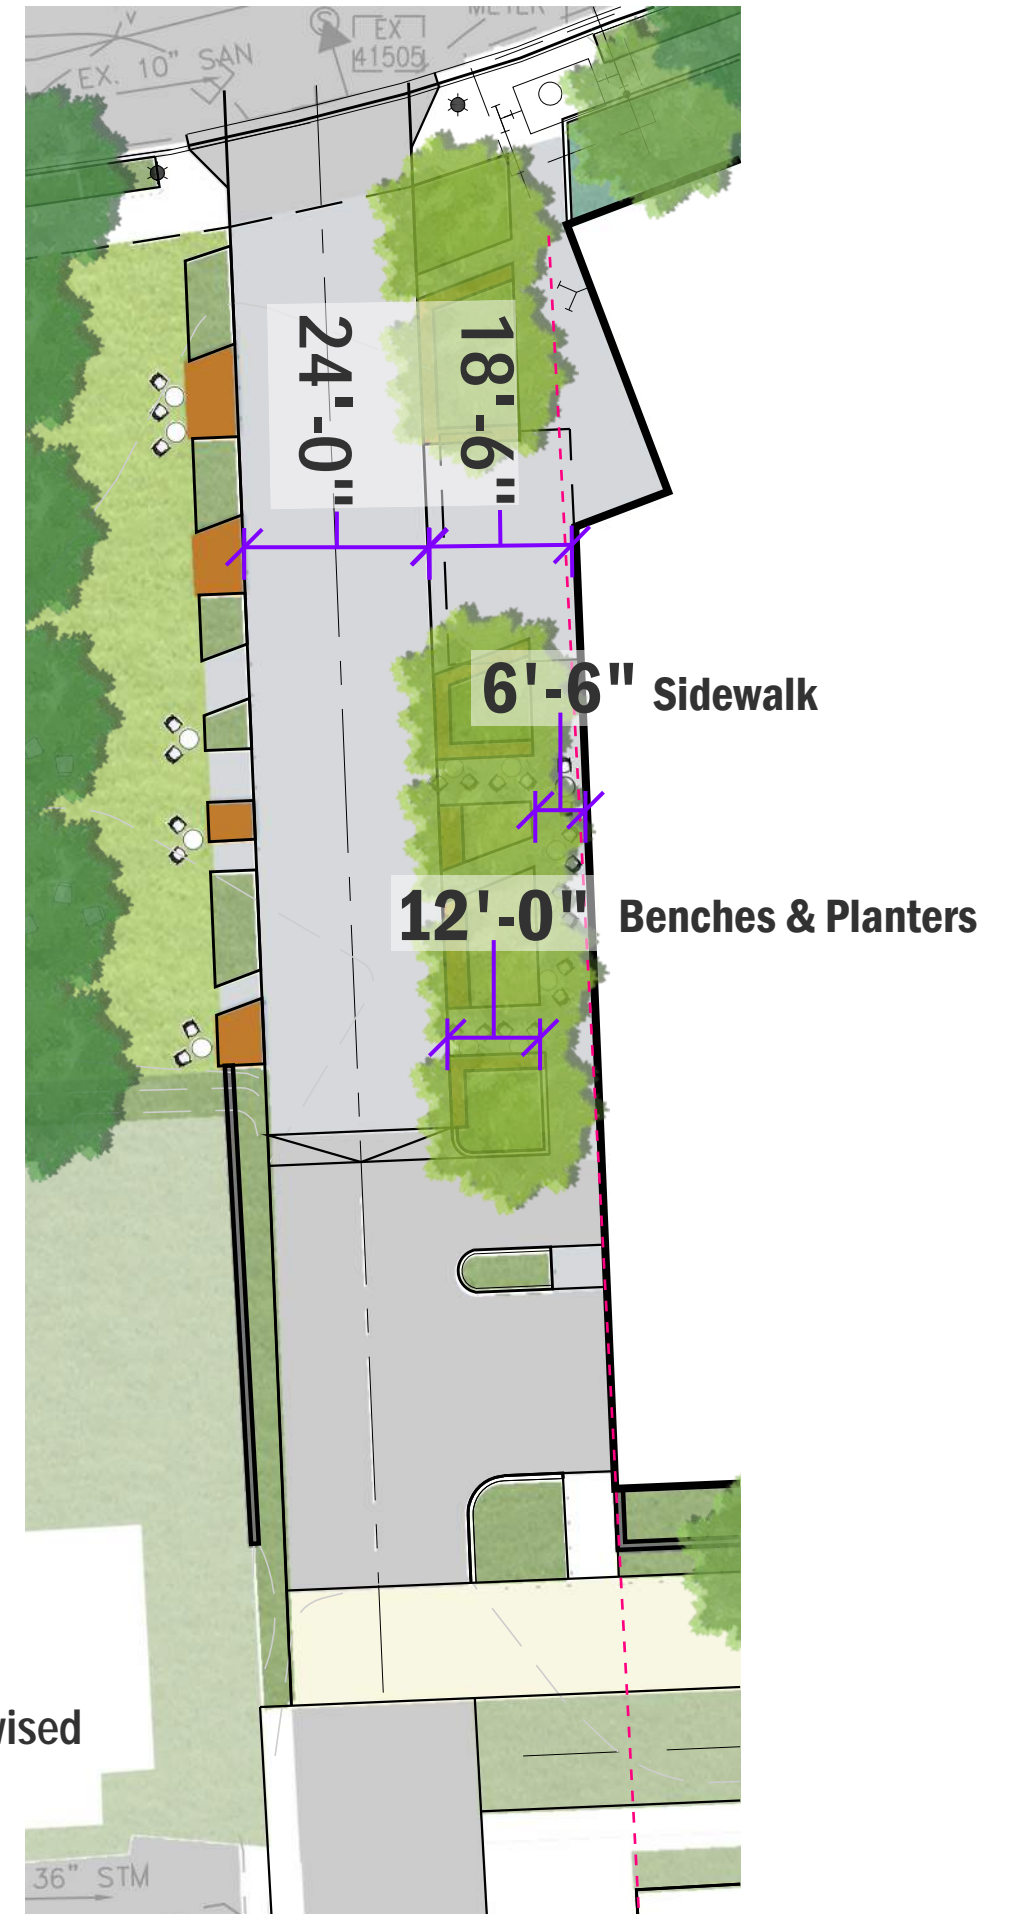 METER
V
S
EX
41505
EX. 10" SAN
24'-0"
18'-6"
6'-6" Sidewalk
12'-0" Benches & Planters
vised
36" STM